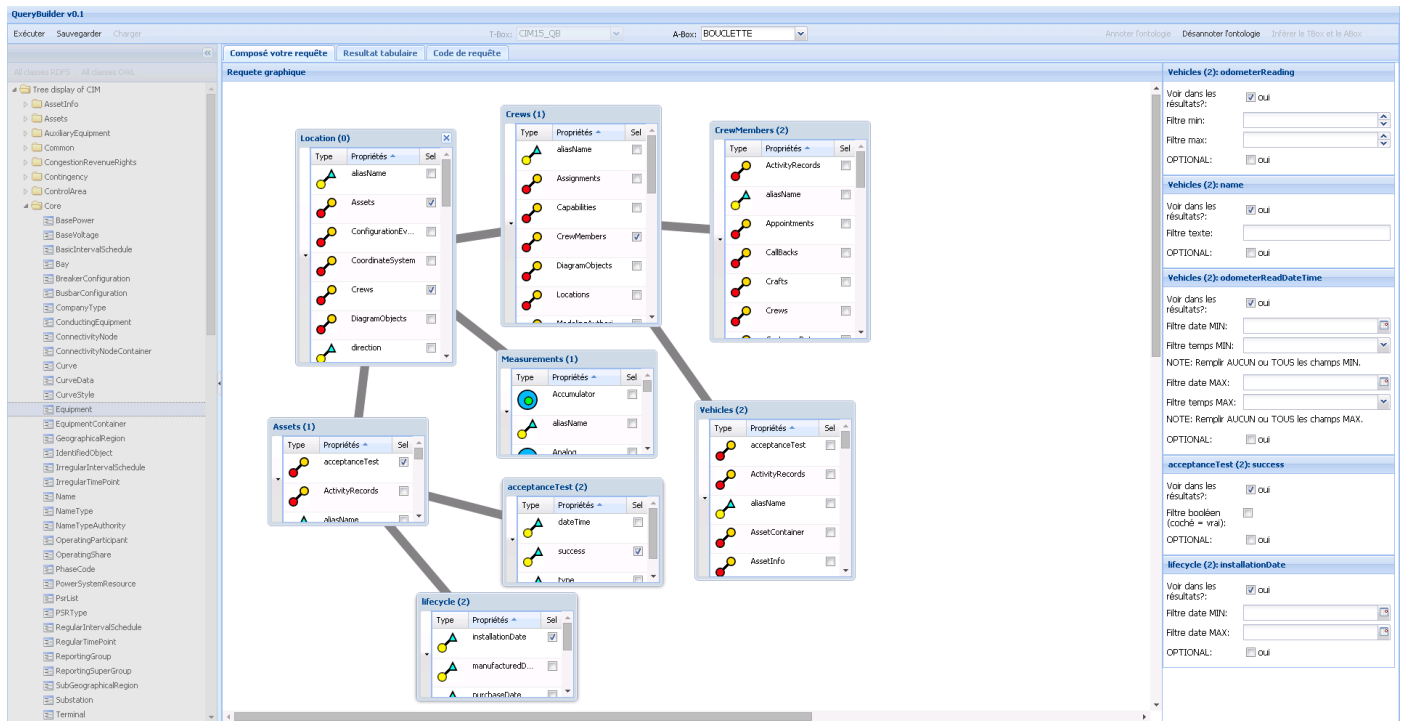 QueryBuilder v0.1
Exécuter Sauvegarder Charger
T-Box: CIM15_QB
A-Box: BOUCLETTE
Annoter l'ontologie Désannoter l'ontologie Inférer le TBox et le ABox
All classes RDFS All classes OWL
Tree display of CIM
AssetInfo
Assets
AuxiliaryEquipment
Common
CongestionRevenueRights
Contingency
ControlArea
Core
BasePower
BaseVoltage
BasicIntervalSchedule
Bay
BreakerConfiguration
BusbarConfiguration
CompanyType
ConductingEquipment
ConnectivityNode
ConnectivityNodeContainer
Curve
CurveData
CurveStyle
Equipment
EquipmentContainer
GeographicalRegion
IdentifiedObject
IrregularIntervalSchedule
IrregularTimePoint
Name
NameType
NameTypeAuthority
OperatingParticipant
OperatingShare
PhaseCode
PowerSystemResource
PsrList
PSRType
RegularIntervalSchedule
RegularTimePoint
ReportingGroup
ReportingSuperGroup
SubGeographicalRegion
Substation
Terminal
Composé votre requête Resultat tabulaire Code de requête
Requete graphique
Location (0)
Type Propriétés Sel
aliasName
Assets
ConfigurationEv...
CoordinateSystem
Crews
DiagramObjects
direction
Crews (1)
Type Propriétés Sel
aliasName
Assignments
Capabilities
CrewMembers
DiagramObjects
Locations
CrewMembers (2)
Type Propriétés Sel
ActivityRecords
aliasName
Appointments
CallBacks
Crafts
Crews
Measurements (1)
Type Propriétés Sel
Accumulator
aliasName
Analog
Assets (1)
Type Propriétés Sel
acceptanceTest
ActivityRecords
aliasName
acceptanceTest (2)
Type Propriétés Sel
dateTime
success
type
Vehicles (2)
Type Propriétés Sel
acceptanceTest
ActivityRecords
aliasName
AssetContainer
AssetInfo
lifecycle (2)
Type Propriétés Sel
installationDate
manufacturedD...
purchaseDate
Vehicles (2): odometerReading
Voir dans les
résultats?: oui
Filtre min:
Filtre max:
OPTIONAL: oui
Vehicles (2): name
Voir dans les
résultats?: oui
Filtre texte:
OPTIONAL: oui
Vehicles (2): odometerReadDateTime
Voir dans les
résultats?: oui
Filtre date MIN:
Filtre temps MIN:
NOTE: Remplir AUCUN ou TOUS les champs MIN.
Filtre date MAX:
Filtre temps MAX:
NOTE: Remplir AUCUN ou TOUS les champs MAX.
OPTIONAL: oui
acceptanceTest (2): success
Voir dans les
résultats?: oui
Filtre booléen
(coché = vrai):
OPTIONAL: oui
lifecycle (2): installationDate
Voir dans les
résultats?: oui
Filtre date MIN:
Filtre date MAX:
OPTIONAL: oui